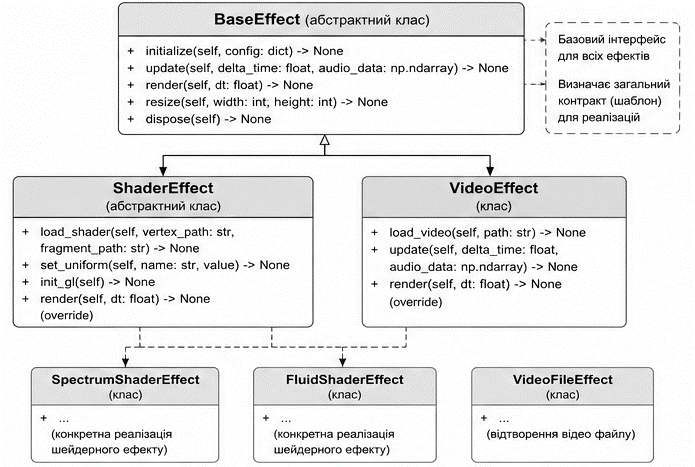 BaseEffect (абстрактний клас)
+ initialize(self, config: dict) -> None
+ update(self, delta_time: float, audio_data: np.ndarray) -> None
+ render(self, dt: float) -> None
+ resize(self, width: int, height: int) -> None
+ dispose(self) -> None
Базовий інтерфейс
для всіх ефектів
Визначає загальний
контракт (шаблон)
для реалізацій
ShaderEffect
(абстрактний клас)
+ load_shader(self, vertex_path: str,
fragment_path: str) -> None
+ set_uniform(self, name: str, value) -> None
+ init_gl(self) -> None
+ render(self, dt: float) -> None
(override)
VideoEffect
(клас)
+ load_video(self, path: str) -> None
+ update(self, delta_time: float,
audio_data: np.ndarray) -> None
+ render(self, dt: float) -> None
(override)
SpectrumShaderEffect
(клас)
+ ...
(конкретна реалізація
шейдерного ефекту)
FluidShaderEffect
(клас)
+ ...
(конкретна реалізація
шейдерного ефекту)
VideoFileEffect
(клас)
+ ...
(відтворення відео файлу)